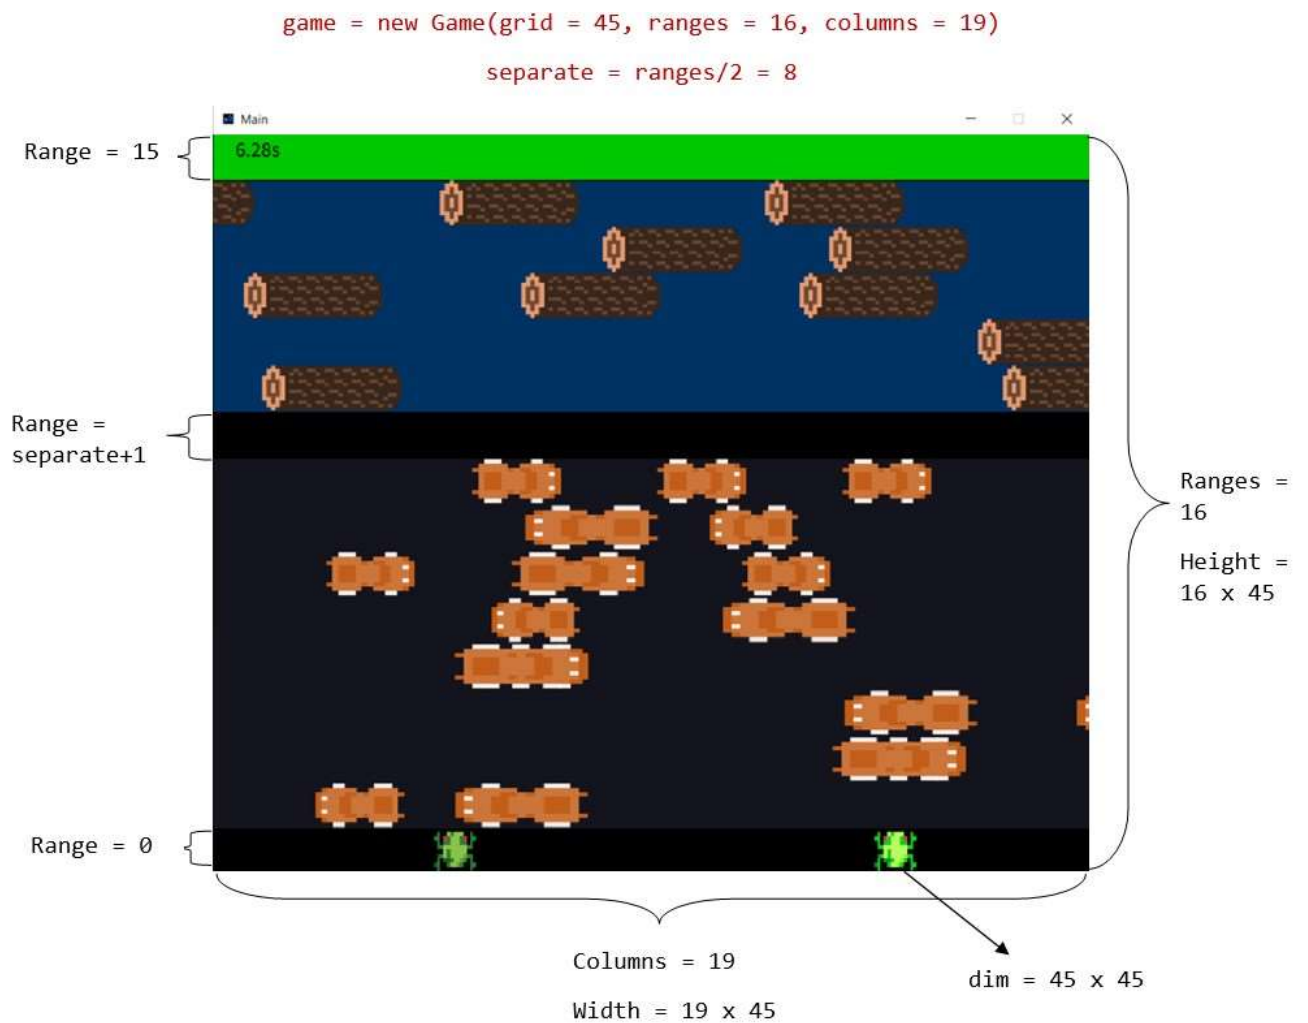 game = new Game(grid = 45, ranges = 16, columns = 19)
separate = ranges/2 = 8
Main
Range = 15
6.28s
Range =
separate+1
Ranges =
16
Height =
16 x 45
Range = 0
Columns = 19
dim = 45 x 45
Width = 19 x 45